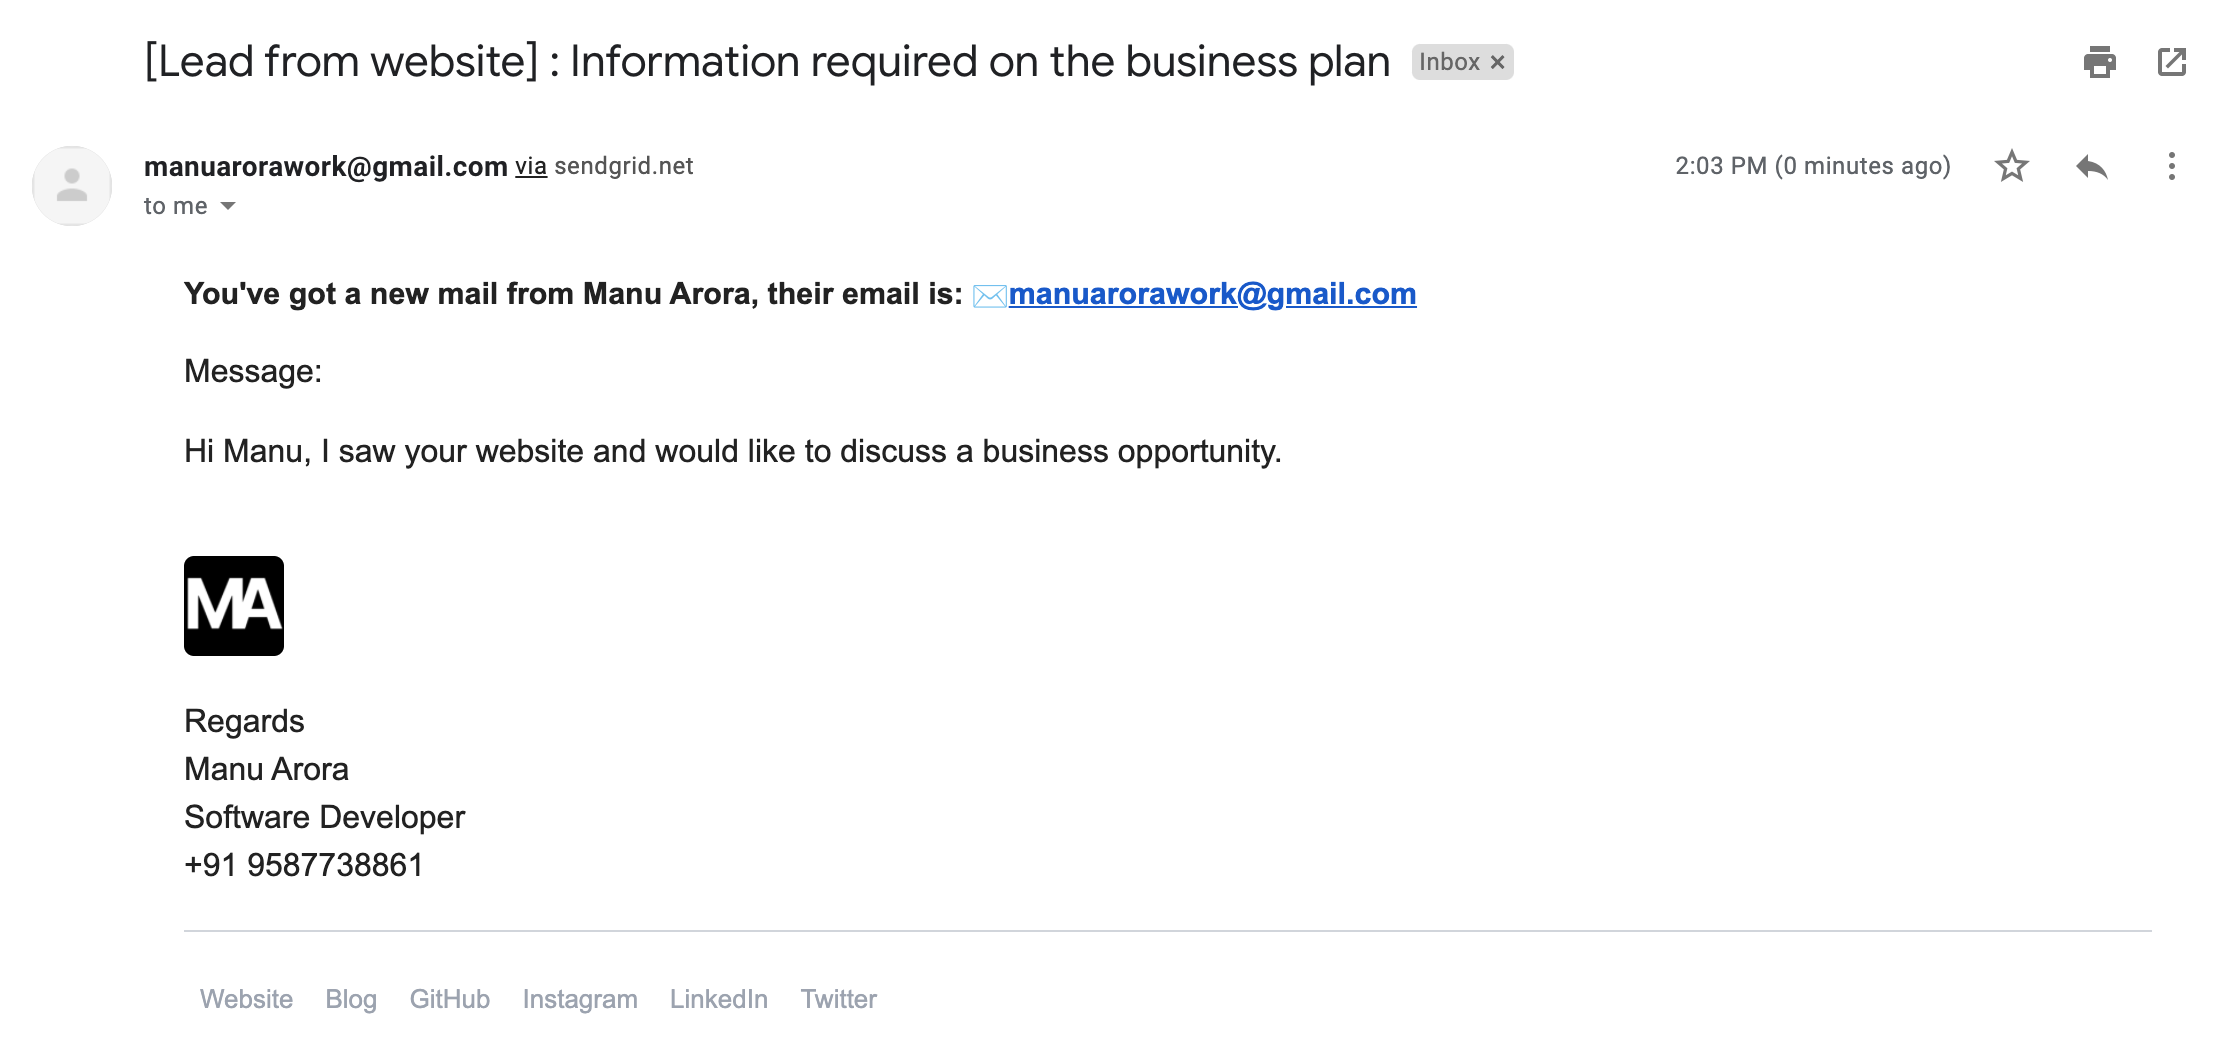 [Lead from website] : Information required on the business plan Inbox ×
manuarorawork@gmail.com via sendgrid.net 2:03 PM (0 minutes ago)
to me
You've got a new mail from Manu Arora, their email is: ✉️manuarorawork@gmail.com
Message:
Hi Manu, I saw your website and would like to discuss a business opportunity.
MA
Regards
Manu Arora
Software Developer
+91 9587738861
Website Blog GitHub Instagram LinkedIn Twitter